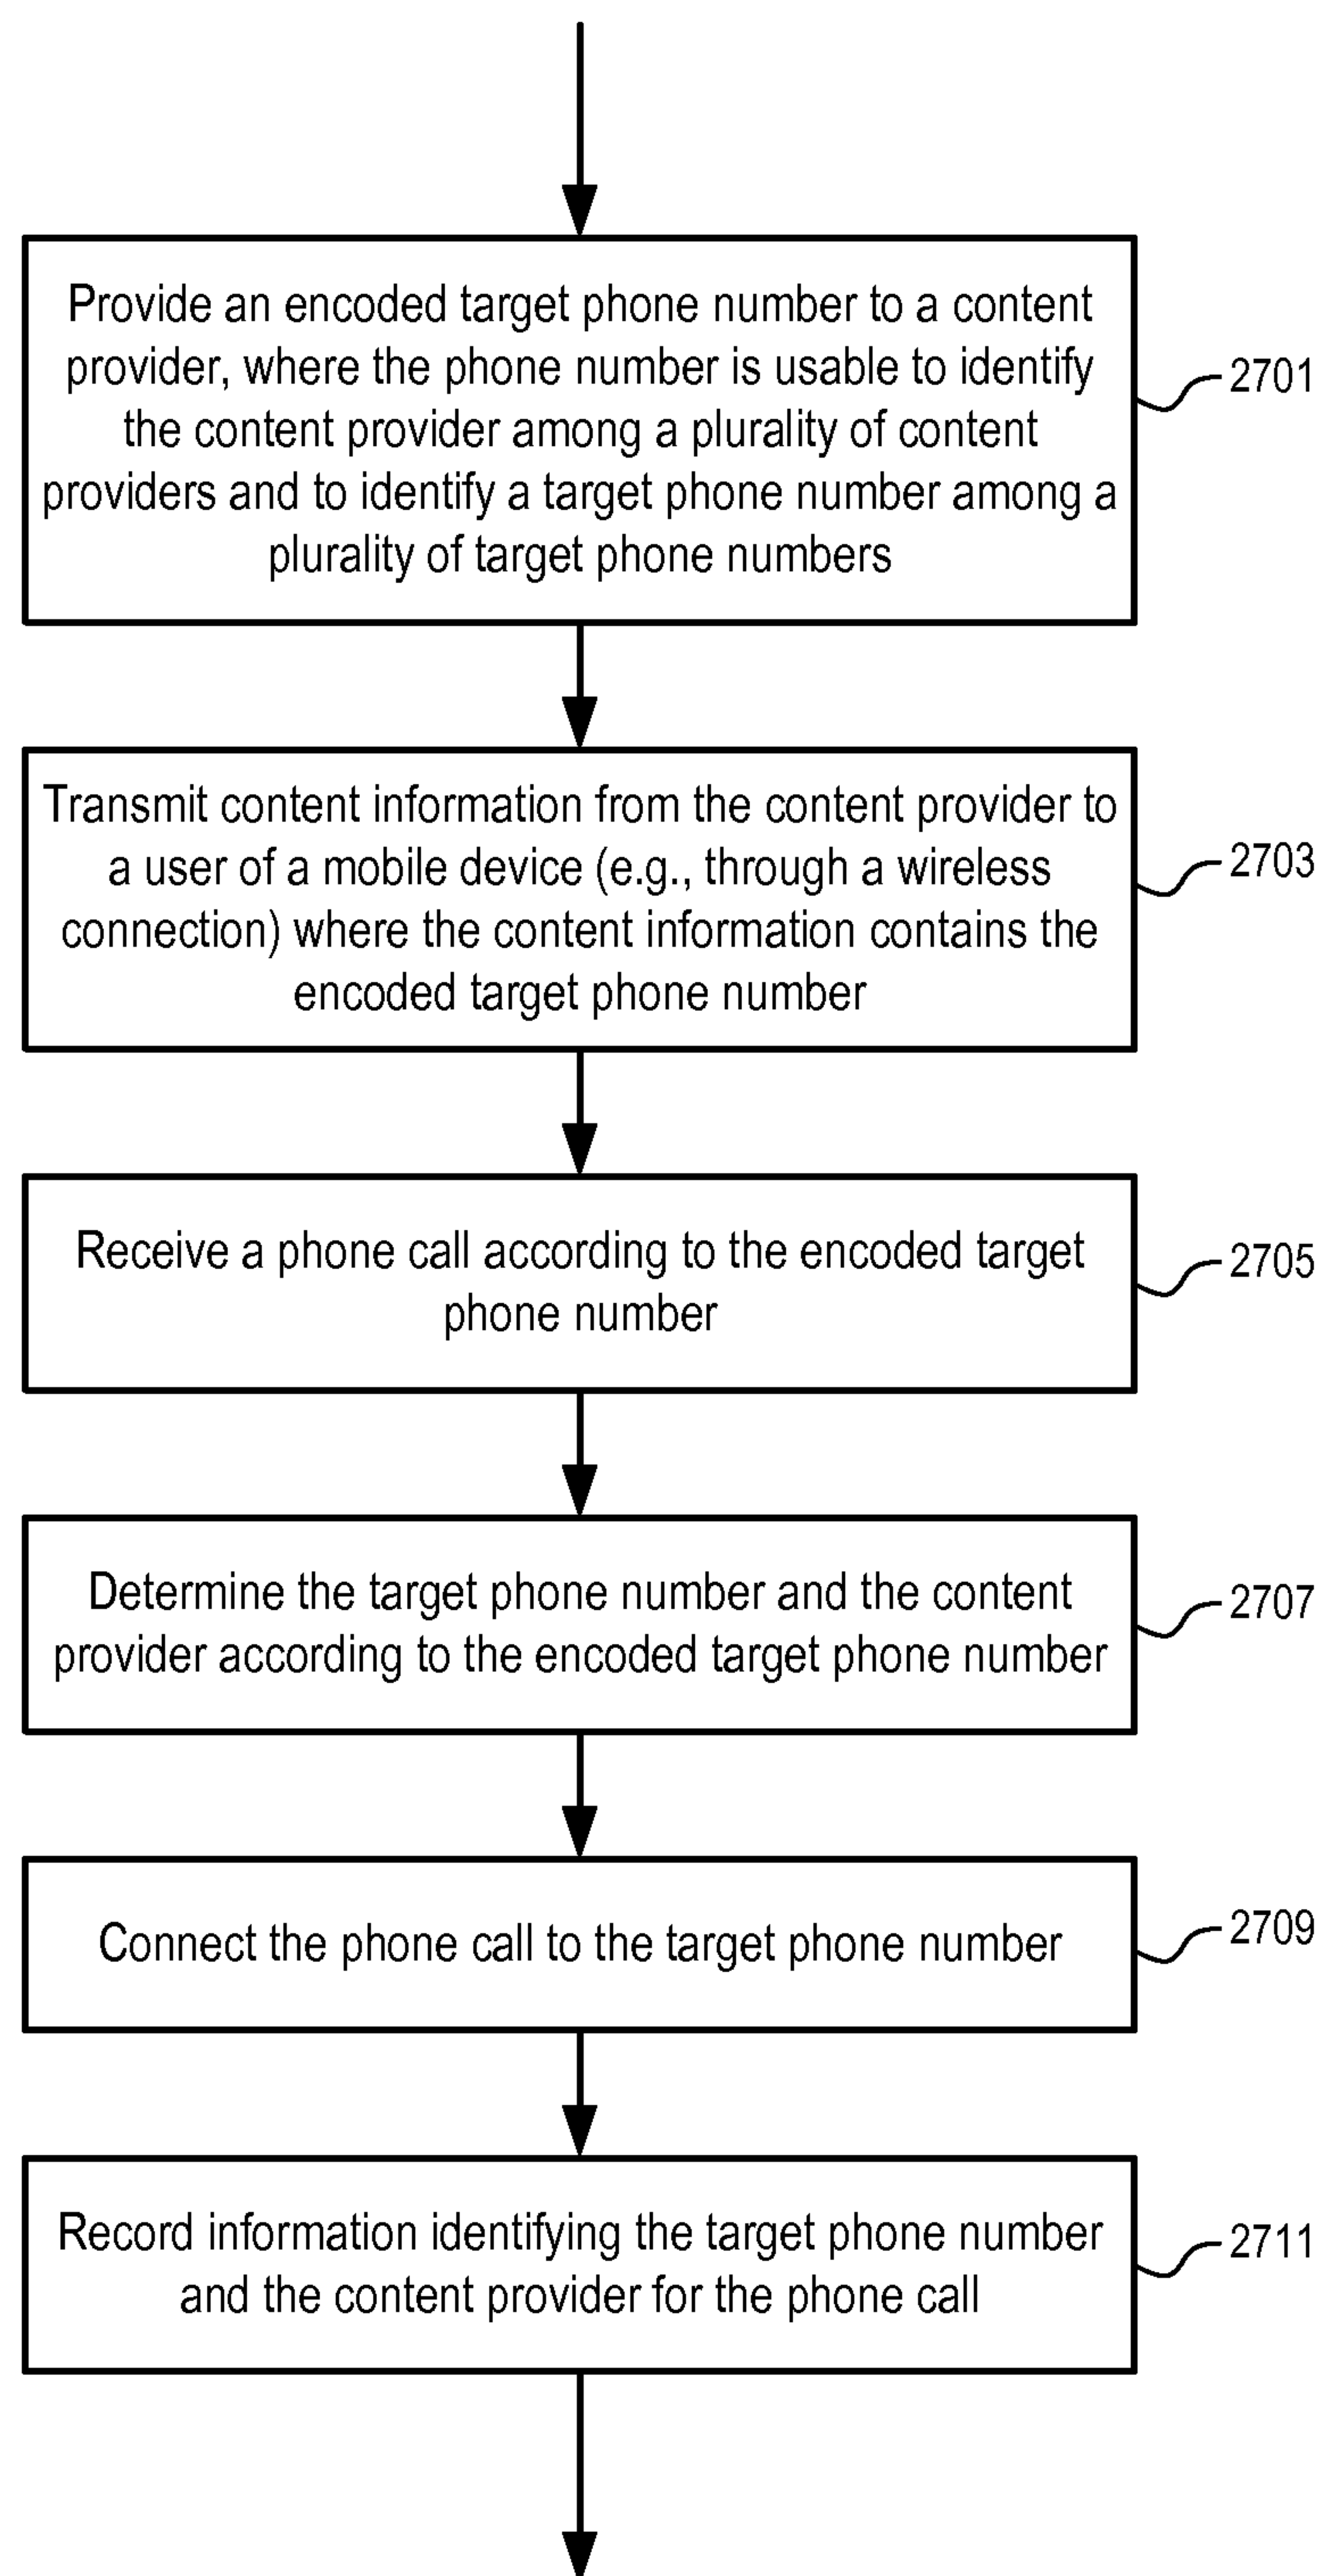 Provide an encoded target phone number to a content
provider, where the phone number is usable to identify
the content provider among a plurality of content
providers and to identify a target phone number among a
plurality of target phone numbers
2701
Transmit content information from the content provider to
a user of a mobile device (e.g., through a wireless
connection) where the content information contains the
encoded target phone number
2703
Receive a phone call according to the encoded target
phone number
2705
Determine the target phone number and the content
provider according to the encoded target phone number
2707
Connect the phone call to the target phone number
2709
Record information identifying the target phone number
and the content provider for the phone call
2711